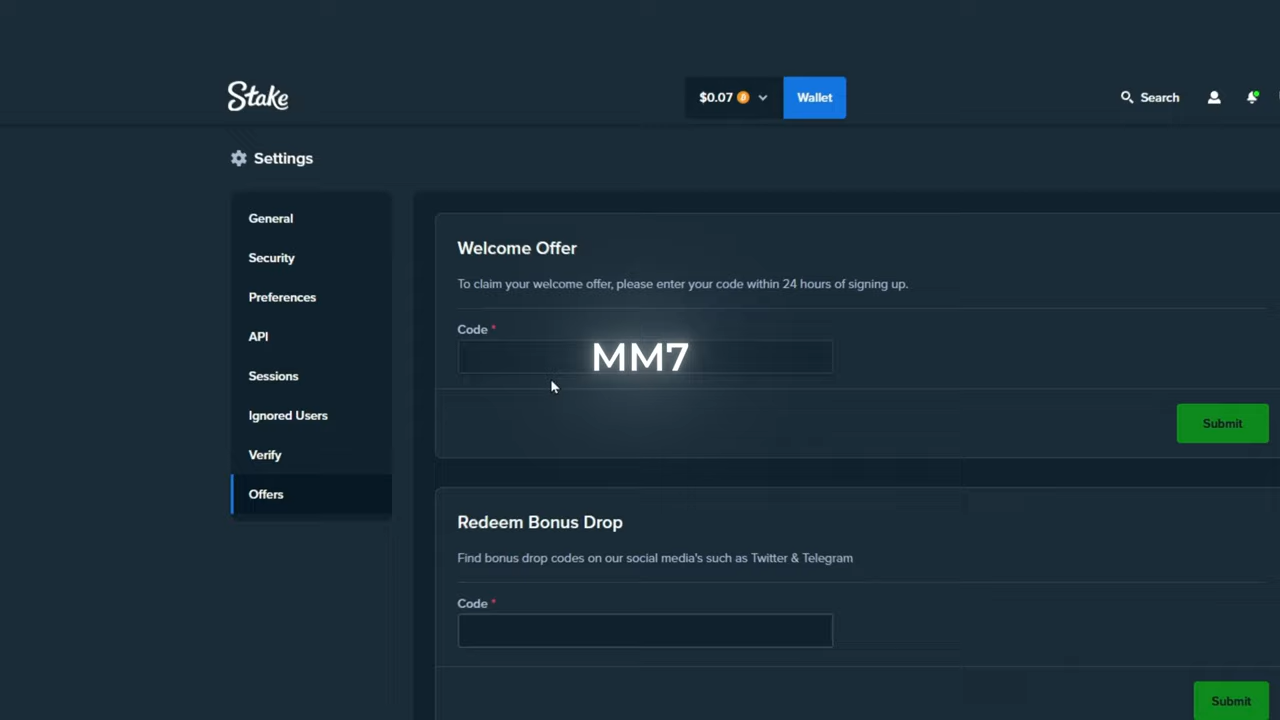 Stake
$0.07
Wallet
Search
Settings
General
Security
Preferences
API
Sessions
Ignored Users
Verify
Offers
Welcome Offer
To claim your welcome offer, please enter your code within 24 hours of signing up.
Code *
MM7
Submit
Redeem Bonus Drop
Find bonus drop codes on our social media's such as Twitter & Telegram
Code *
Submit